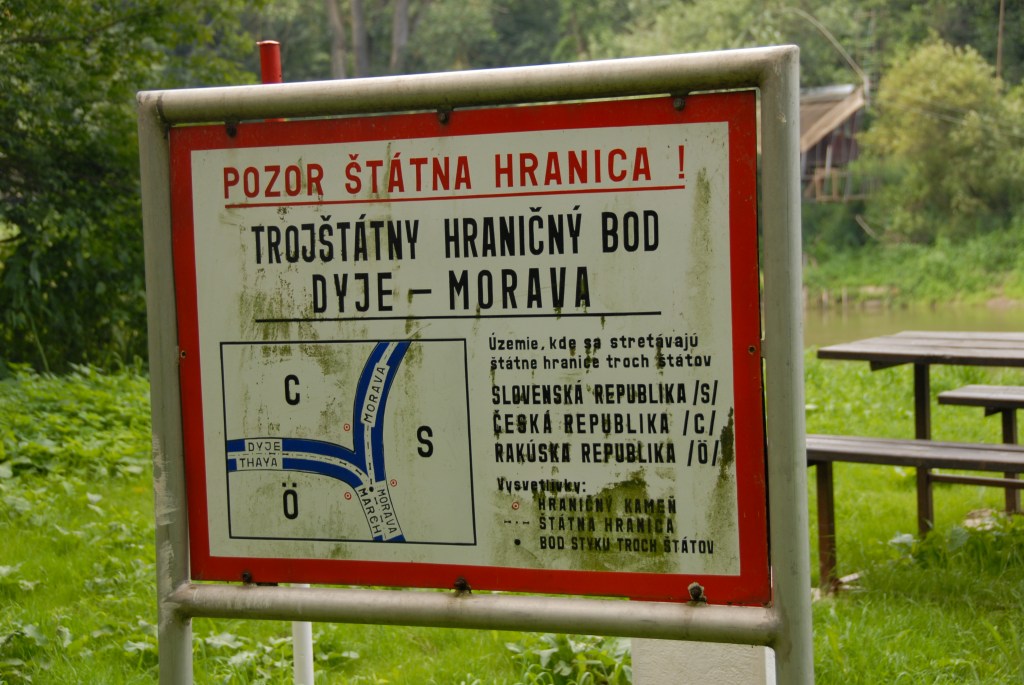 POZOR ŠTÁTNA HRANICA !
TROJŠTÁTNY HRANIČNÝ BOD
DYJE – MORAVA
C
MORAVA
S
DYJE
THAYA
Ö
MORAVA
MARCH
Územie, kde sa stretávajú
štátne hranice troch štátov
SLOVENSKÁ REPUBLIKA /S/
ČESKÁ REPUBLIKA /C/
RAKÚSKA REPUBLIKA /Ö/
Vysvetlivky:
HRANIČNÝ KAMEŇ
ŠTÁTNA HRANICA
BOD STYKU TROCH ŠTÁTOV